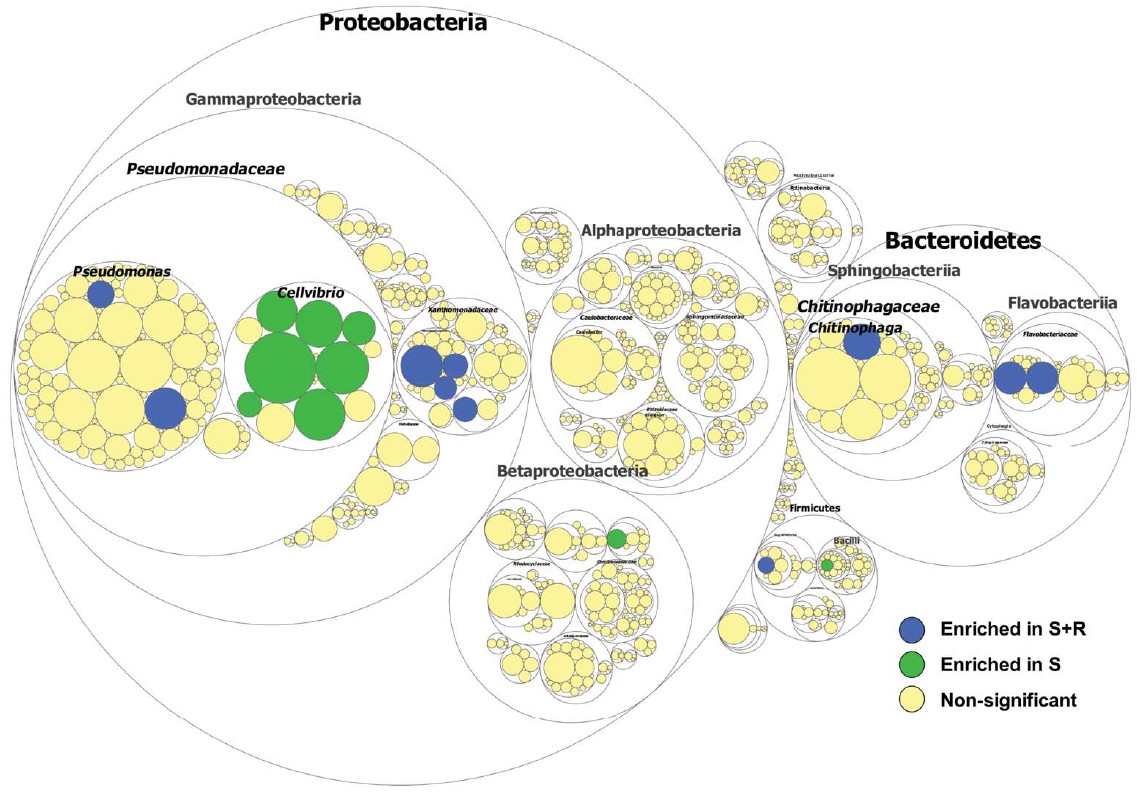 Proteobacteria
Gammaproteobacteria
Pseudomonadaceae
Actinobacteria
Alphaproteobacteria
Bacteroidetes
Sphingobacteriia
Pseudomonas
Cellvibrio
Chitinophagaceae
Flavobacteriia
Xanthomonadaceae
Caulobacteraceae
Sphingomonadaceae
Chitinophaga
Flavobacteriaceae
Caulobacter
Rhizobiaceae
Cytophagia
Cytophagaceae
Betaproteobacteria
Firmicutes
Bacilli
Rhodocyclaceae
Comamonadaceae
Enriched in S+R
Enriched in S
Non-significant